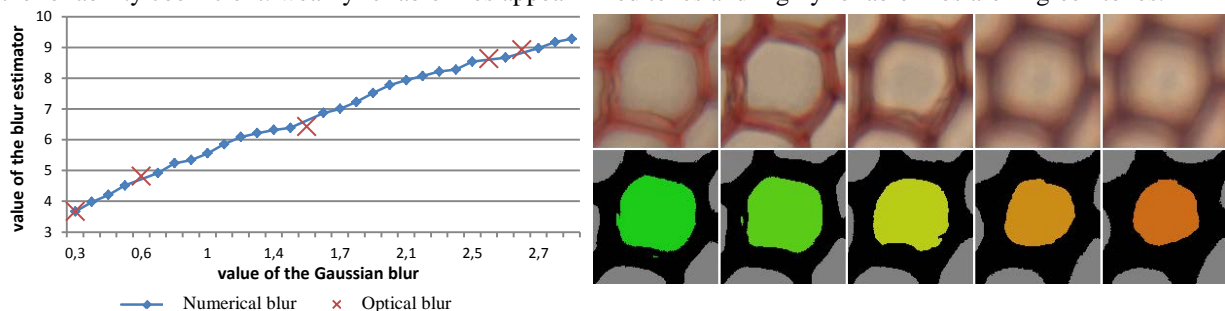 value of the blur estimator
10
9
8
7
6
5
4
3
0,3 0,6 1 1,4 1,7 2,1 2,5 2,7
value of the Gaussian blur
Numerical blur Optical blur